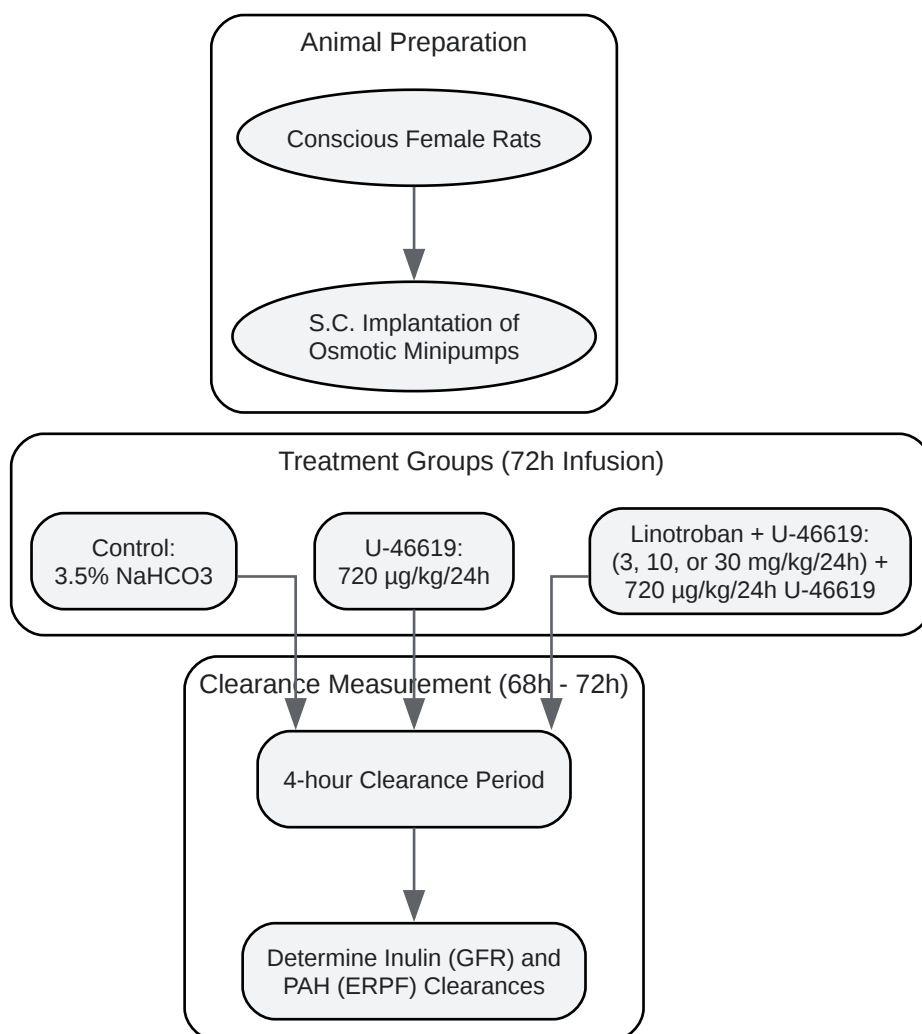 Animal Preparation
Conscious Female Rats
S.C. Implantation of
Osmotic Minipumps
Treatment Groups (72h Infusion)
Control:
3.5% NaHCO3
U-46619:
720 µg/kg/24h
Linotroban + U-46619:
(3, 10, or 30 mg/kg/24h) +
720 µg/kg/24h U-46619
Clearance Measurement (68h - 72h)
4-hour Clearance Period
Determine Inulin (GFR) and
PAH (ERPF) Clearances